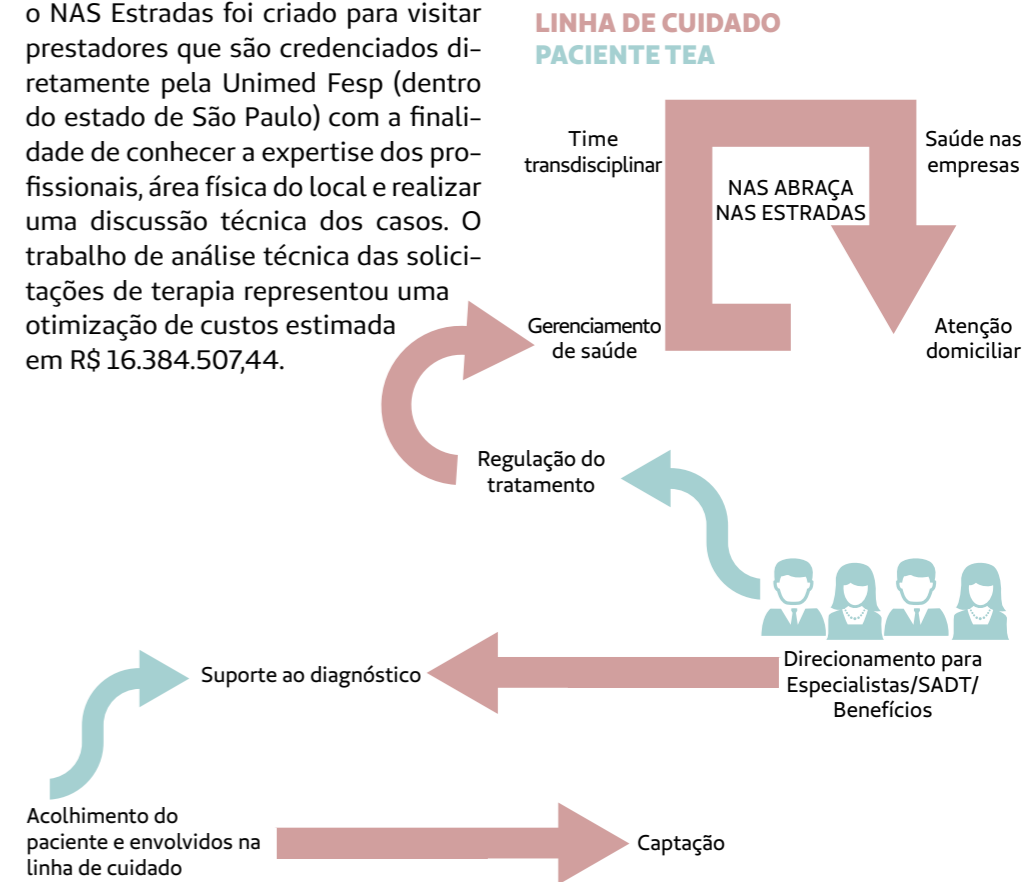 o NAS Estradas foi criado para visitar
prestadores que são credenciados di-
retamente pela Unimed Fesp (dentro
do estado de São Paulo) com a finali-
dade de conhecer a expertise dos pro-
fissionais, área física do local e realizar
uma discussão técnica dos casos. O
trabalho de análise técnica das solici-
tações de terapia representou uma
otimização de custos estimada
em R$ 16.384.507,44.
LINHA DE CUIDADO
PACIENTE TEA
Time
transdisciplinar
Saúde nas
empresas
NAS ABRAÇA
NAS ESTRADAS
Gerenciamento
de saúde
Atenção
domiciliar
Regulação do
tratamento
Suporte ao diagnóstico
Direcionamento para
Especialistas/SADT/
Benefícios
Acolhimento do
paciente e envolvidos na
linha de cuidado
Captação